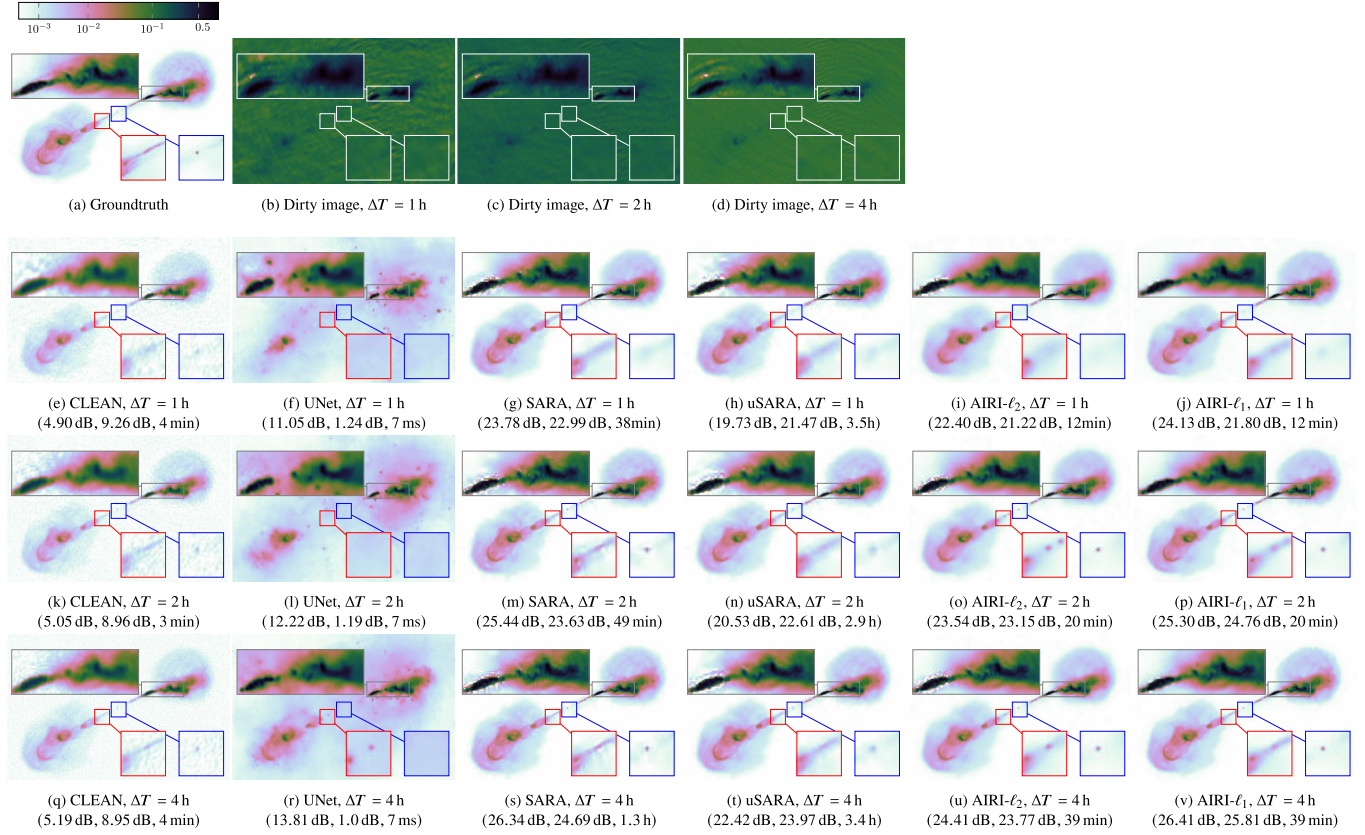 10⁻³ 10⁻² 10⁻¹ 0.5
(a) Groundtruth
(b) Dirty image, ΔT = 1 h
(c) Dirty image, ΔT = 2 h
(d) Dirty image, ΔT = 4 h
(e) CLEAN, ΔT = 1 h
(4.90 dB, 9.26 dB, 4 min)
(f) UNet, ΔT = 1 h
(11.05 dB, 1.24 dB, 7 ms)
(g) SARA, ΔT = 1 h
(23.78 dB, 22.99 dB, 38min)
(h) uSARA, ΔT = 1 h
(19.73 dB, 21.47 dB, 3.5h)
(i) AIRI-ℓ₂, ΔT = 1 h
(22.40 dB, 21.22 dB, 12min)
(j) AIRI-ℓ₁, ΔT = 1 h
(24.13 dB, 21.80 dB, 12 min)
(k) CLEAN, ΔT = 2 h
(5.05 dB, 8.96 dB, 3 min)
(l) UNet, ΔT = 2 h
(12.22 dB, 1.19 dB, 7 ms)
(m) SARA, ΔT = 2 h
(25.44 dB, 23.63 dB, 49 min)
(n) uSARA, ΔT = 2 h
(20.53 dB, 22.61 dB, 2.9 h)
(o) AIRI-ℓ₂, ΔT = 2 h
(23.54 dB, 23.15 dB, 20 min)
(p) AIRI-ℓ₁, ΔT = 2 h
(25.30 dB, 24.76 dB, 20 min)
(q) CLEAN, ΔT = 4 h
(5.19 dB, 8.95 dB, 4 min)
(r) UNet, ΔT = 4 h
(13.81 dB, 1.0 dB, 7 ms)
(s) SARA, ΔT = 4 h
(26.34 dB, 24.69 dB, 1.3 h)
(t) uSARA, ΔT = 4 h
(22.42 dB, 23.97 dB, 3.4 h)
(u) AIRI-ℓ₂, ΔT = 4 h
(24.41 dB, 23.77 dB, 39 min)
(v) AIRI-ℓ₁, ΔT = 4 h
(26.41 dB, 25.81 dB, 39 min)